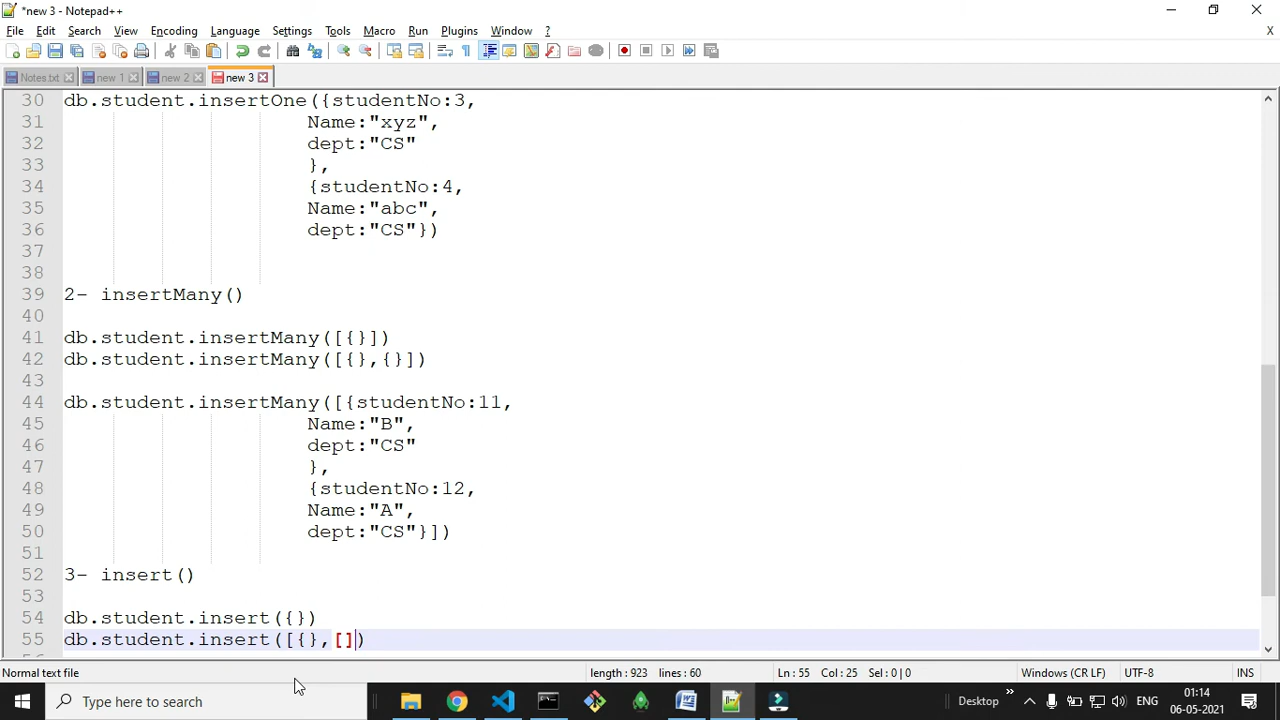 *new 3 - Notepad++
File Edit Search View Encoding Language Settings Tools Macro Run Plugins Window ? X
Notes.txt new 1 new 2 new 3
30 db.student.insertOne({studentNo:3,
31 Name:"xyz",
32 dept:"CS"
33 },
34 {studentNo:4,
35 Name:"abc",
36 dept:"CS"})
37
38
39 2- insertMany()
40
41 db.student.insertMany([{}])
42 db.student.insertMany([{},{}])
43
44 db.student.insertMany([{studentNo:11,
45 Name:"B",
46 dept:"CS"
47 },
48 {studentNo:12,
49 Name:"A",
50 dept:"CS"}])
51
52 3- insert()
53
54 db.student.insert({})
55 db.student.insert([{},[])
Normal text file length : 923 lines : 60 Ln : 55 Col : 25 Sel : 0 | 0 Windows (CR LF) UTF-8 INS
Type here to search Desktop ENG 01:14
06-05-2021